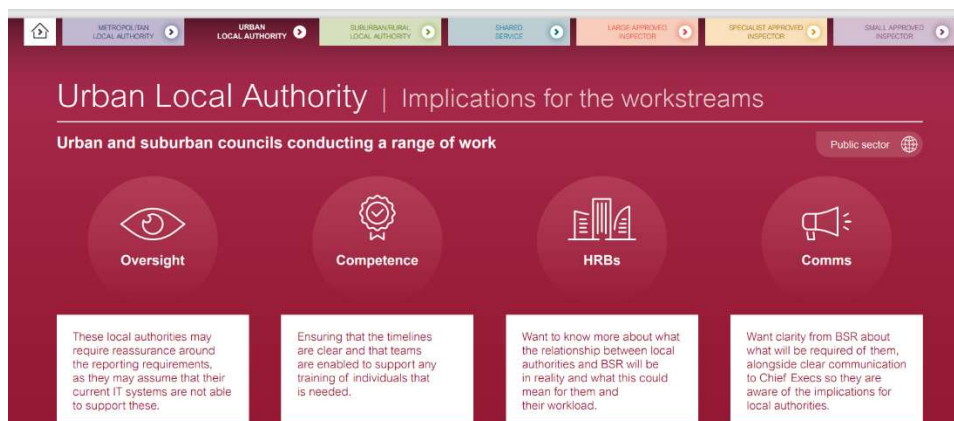 METROPOLITAN
LOCAL AUTHORITY
URBAN
LOCAL AUTHORITY
SUBURBAN/RURAL
LOCAL AUTHORITY
SHARED
SERVICE
LARGE APPROVED
INSPECTOR
SPECIALIST APPROVED
INSPECTOR
SMALL APPROVED
INSPECTOR
Urban Local Authority | Implications for the workstreams
Urban and suburban councils conducting a range of work
Public sector
Oversight
Competence
HRBs
Comms
These local authorities may
require reassurance around
the reporting requirements,
as they may assume that their
current IT systems are not able
to support these.
Ensuring that the timelines
are clear and that teams
are enabled to support any
training of individuals that
is needed.
Want to know more about what
the relationship between local
authorities and BSR will be
in reality and what this could
mean for them and
their workload.
Want clarity from BSR about
what will be required of them,
alongside clear communication
to Chief Execs so they are
aware of the implications for
local authorities.